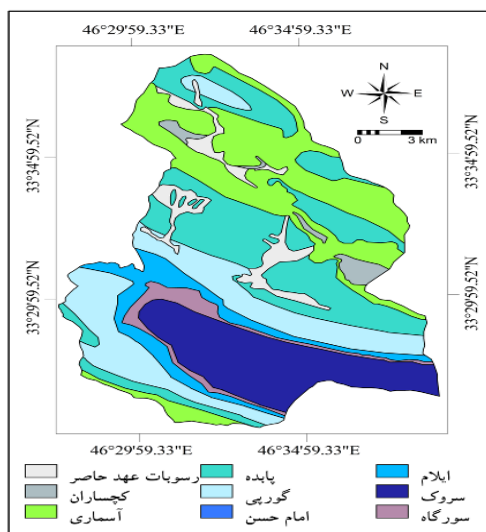 46°29'59.33"E 46°34'59.33"E
N
W E
S
0 3 km
33°34'59.52"N 33°34'59.52"N
33°29'59.52"N 33°29'59.52"N
46°29'59.33"E 46°34'59.33"E
رسوبات عهد حاصر پابده ایلام
کچساران گورپی سروک
آسماری امام حسن سورگاه